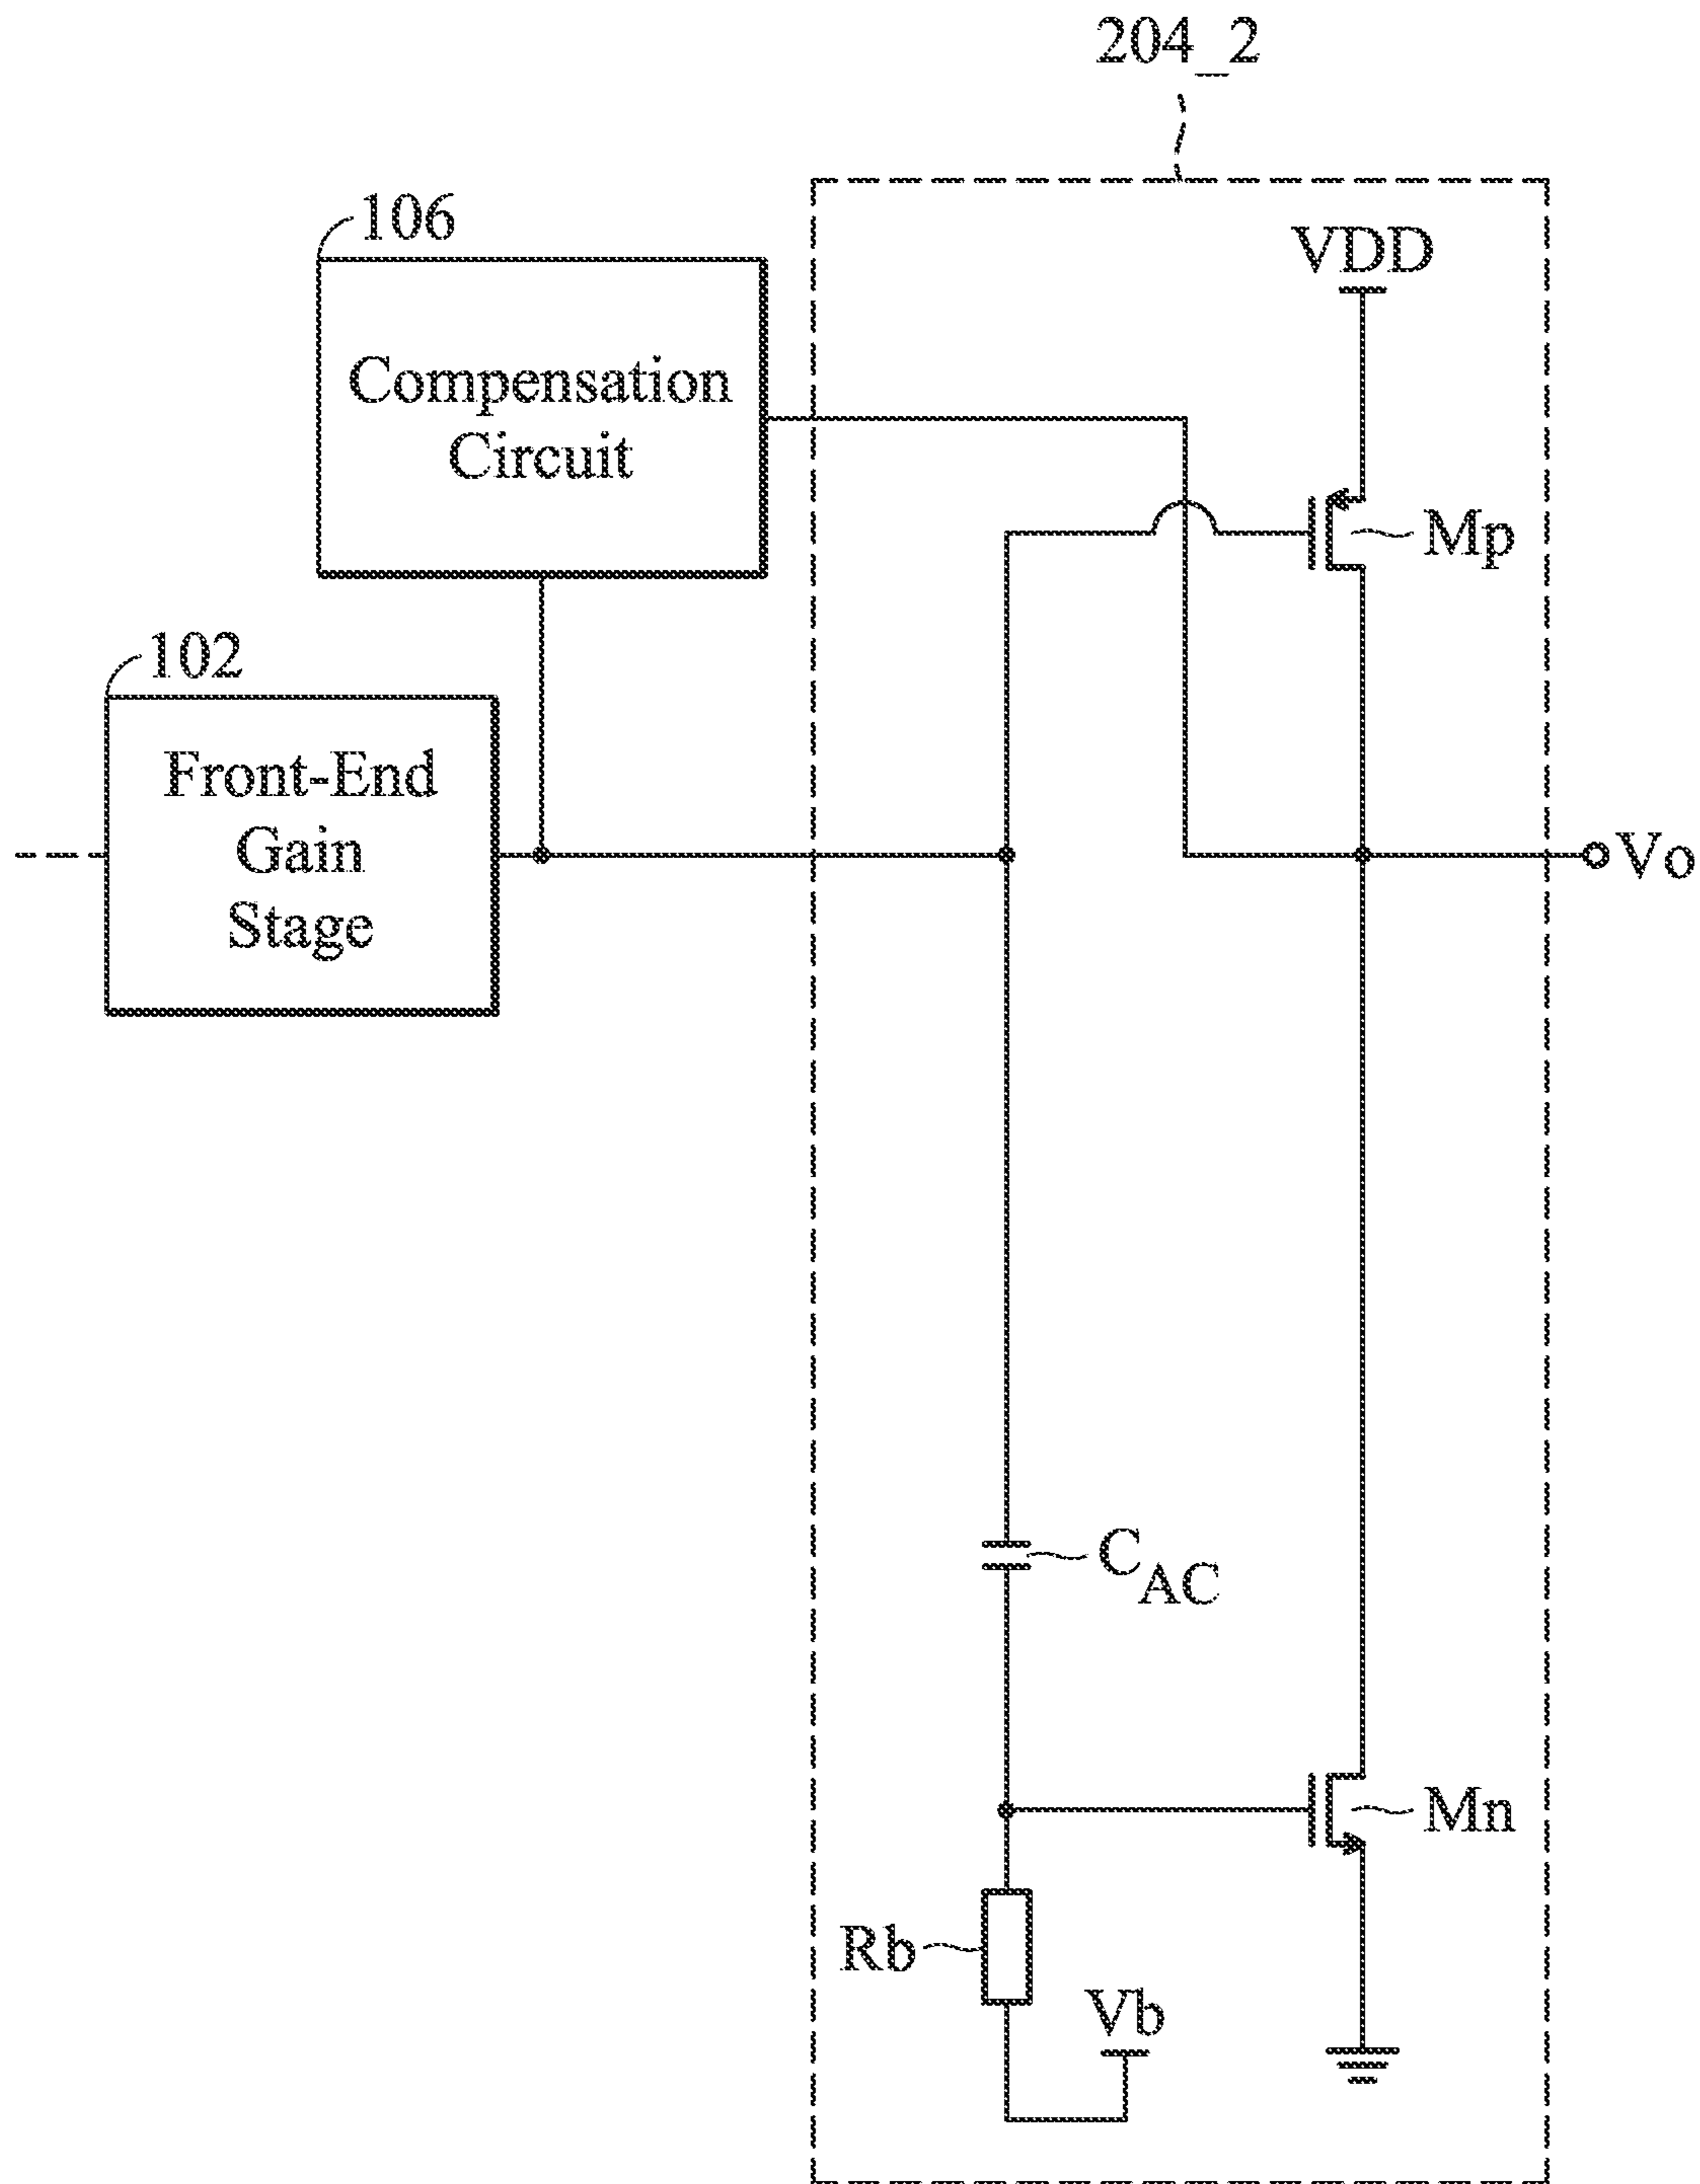 204_2
106
VDD
Compensation
Circuit
Mp
102
Front-End
Gain
Stage
Vo
CAC
Mn
Rb
Vb